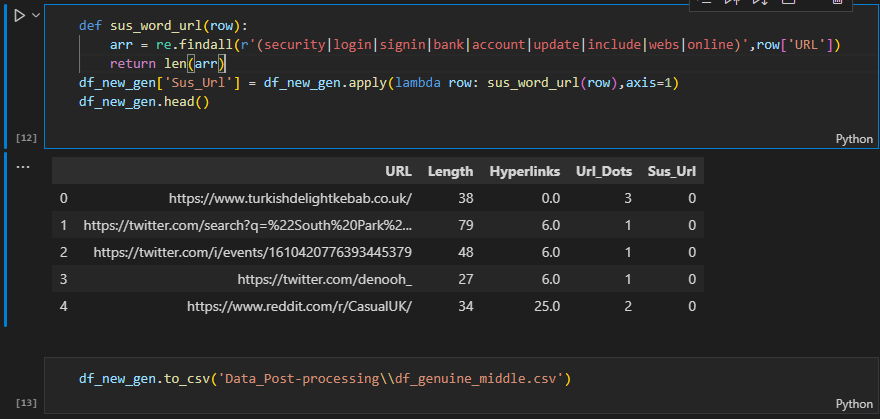 def sus_word_url(row):
    arr = re.findall(r'(security|login|signin|bank|account|update|include|webs|online)',row['URL'])
    return len(arr)
df_new_gen['Sus_Url'] = df_new_gen.apply(lambda row: sus_word_url(row),axis=1)
df_new_gen.head()
[12]
Python
...
URL Length Hyperlinks Url_Dots Sus_Url
0 https://www.turkishdelightkebab.co.uk/ 38 0.0 3 0
1 https://twitter.com/search?q=%22South%20Park%2... 79 6.0 1 0
2 https://twitter.com/i/events/1610420776393445379 48 6.0 1 0
3 https://twitter.com/denooh_ 27 6.0 1 0
4 https://www.reddit.com/r/CasualUK/ 34 25.0 2 0
df_new_gen.to_csv('Data_Post-processing\\df_genuine_middle.csv')
[13]
Python